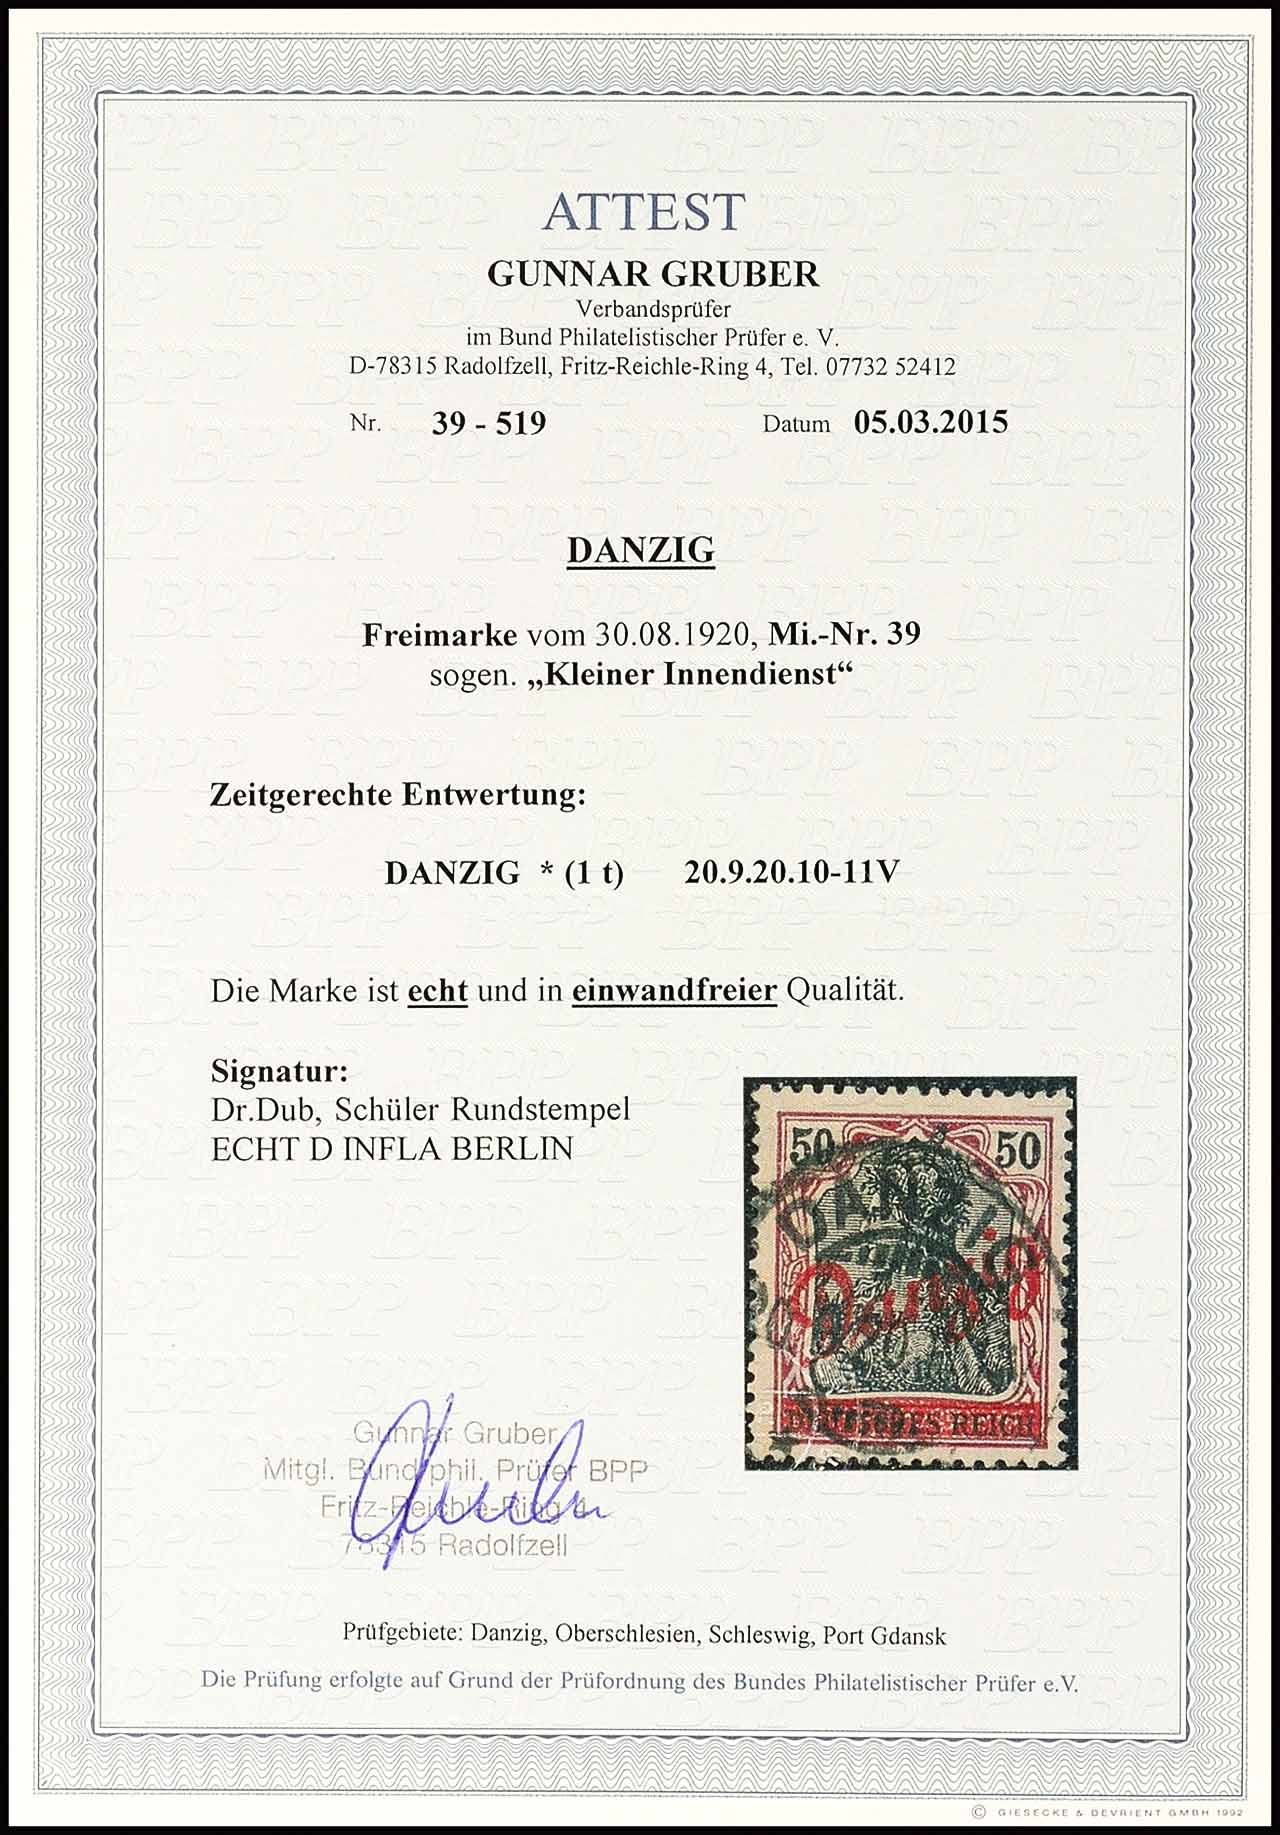 ATTEST
GUNNAR GRUBER
Verbandsprüfer
im Bund Philatelistischer Prüfer e. V.
D-78315 Radolfzell, Fritz-Reichle-Ring 4, Tel. 07732 52412
Nr. 39 - 519 Datum 05.03.2015
DANZIG
Freimarke vom 30.08.1920, Mi.-Nr. 39
sogen. „Kleiner Innendienst“
Zeitgerechte Entwertung:
DANZIG * (1 t) 20.9.20.10-11V
Die Marke ist echt und in einwandfreier Qualität.
Signatur:
Dr.Dub, Schüler Rundstempel
ECHT D INFLA BERLIN
50 50
DANZIG
Danzig
DEUTSCHES REICH
Gunnar Gruber
Mitgl. Bund phil. Prüfer BPP
Fritz-Reichle-Ring 4
78315 Radolfzell
Prüfgebiete: Danzig, Oberschlesien, Schleswig, Port Gdansk
Die Prüfung erfolgte auf Grund der Prüfordnung des Bundes Philatelistischer Prüfer e.V.
© GIESECKE & DEVRIENT GMBH 1992